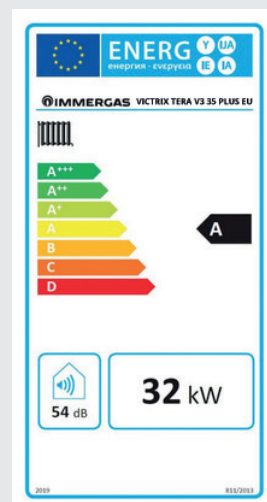 ENERG Y UA
енергия · ενεργεια IE IA
IMMERGAS VICTRIX TERA V3 35 PLUS EU
A+++
A++
A+
A
A
B
C
D
54 dB
32 kW
2019
811/2013